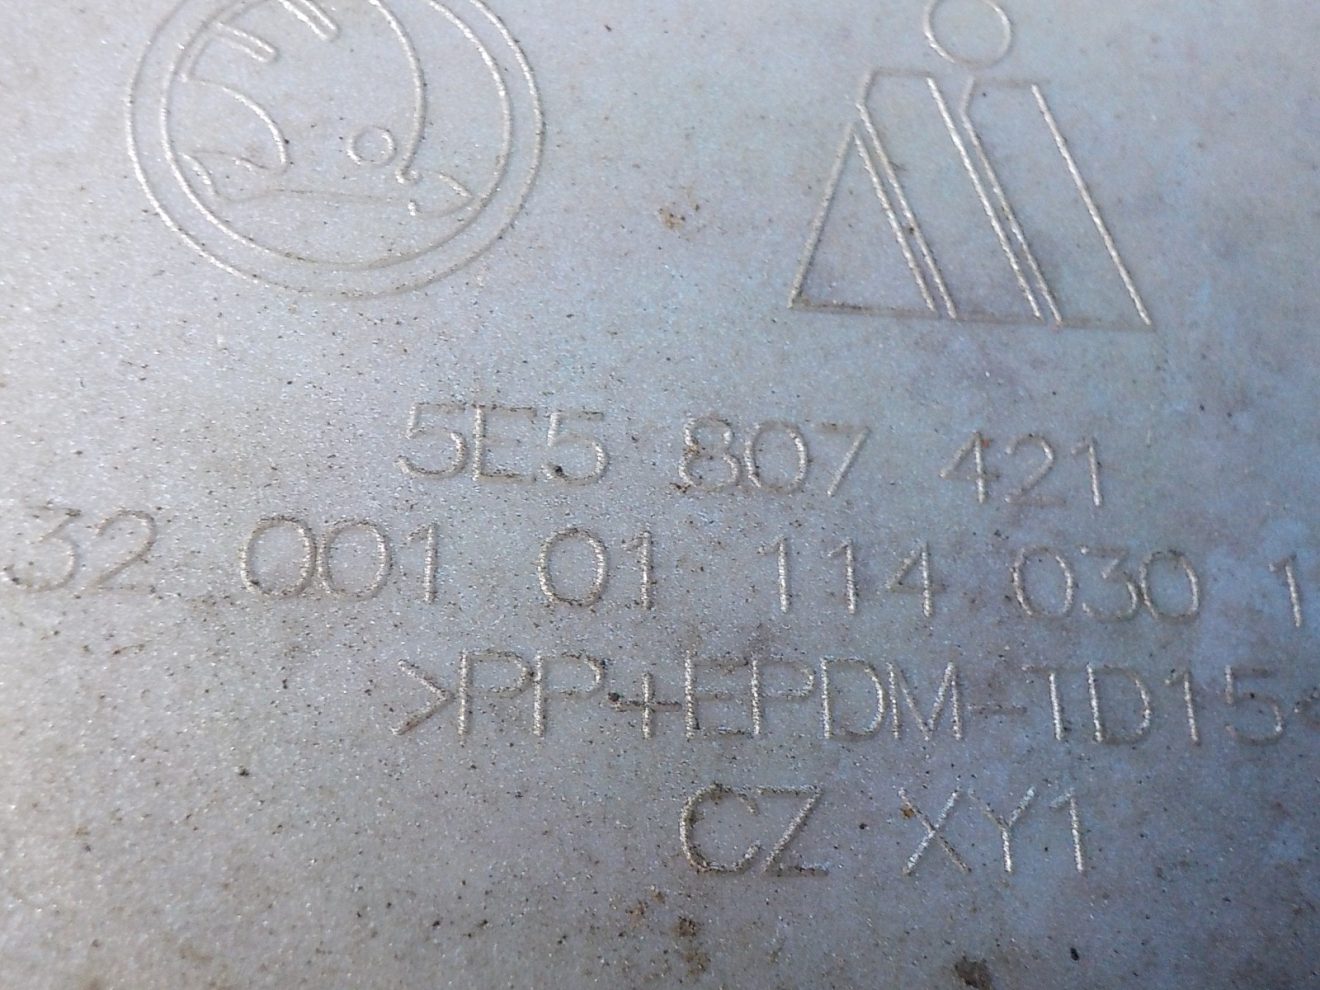 5E5 807 421
32 001 01 114 030 1
>PP+EPDM-TD15<
CZ XY1